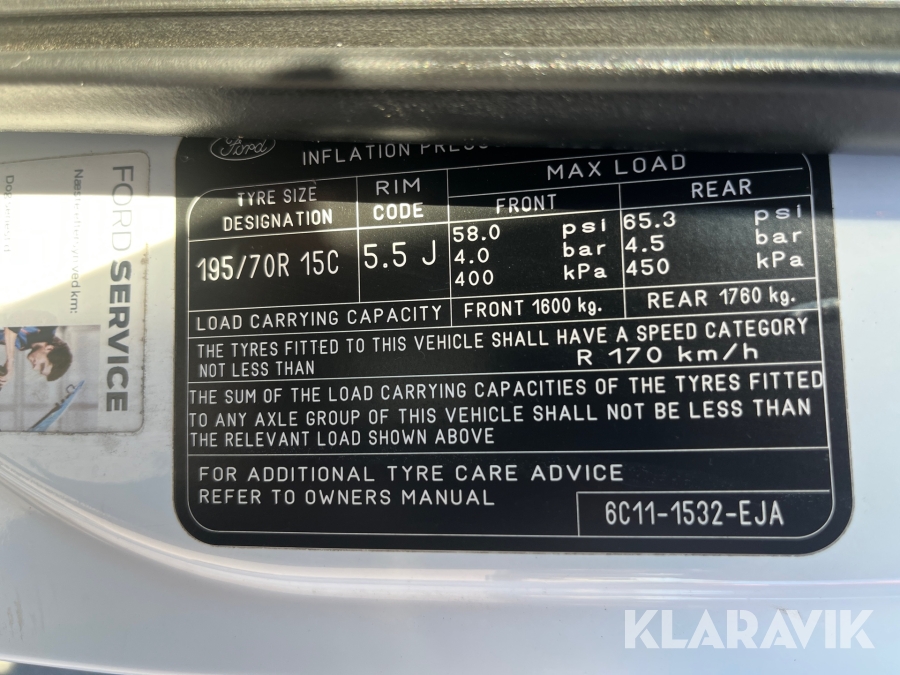 Ford
INFLATION
MAX LOAD
TYRE SIZE
DESIGNATION
RIM
CODE
FRONT
REAR
195/70R 15C
5.5 J
58.0 psi
4.0 bar
400 kPa
65.3 psi
4.5 bar
450 kPa
LOAD CARRYING CAPACITY
FRONT 1600 kg.
REAR 1760 kg.
THE TYRES FITTED TO THIS VEHICLE SHALL HAVE A SPEED CATEGORY
NOT LESS THAN R 170 km/h
THE SUM OF THE LOAD CARRYING CAPACITIES OF THE TYRES FITTED
TO ANY AXLE GROUP OF THIS VEHICLE SHALL NOT BE LESS THAN
THE RELEVANT LOAD SHOWN ABOVE
FOR ADDITIONAL TYRE CARE ADVICE
REFER TO OWNERS MANUAL
6C11-1532-EJA
FORD SERVICE
ved km:
KLARAVIK